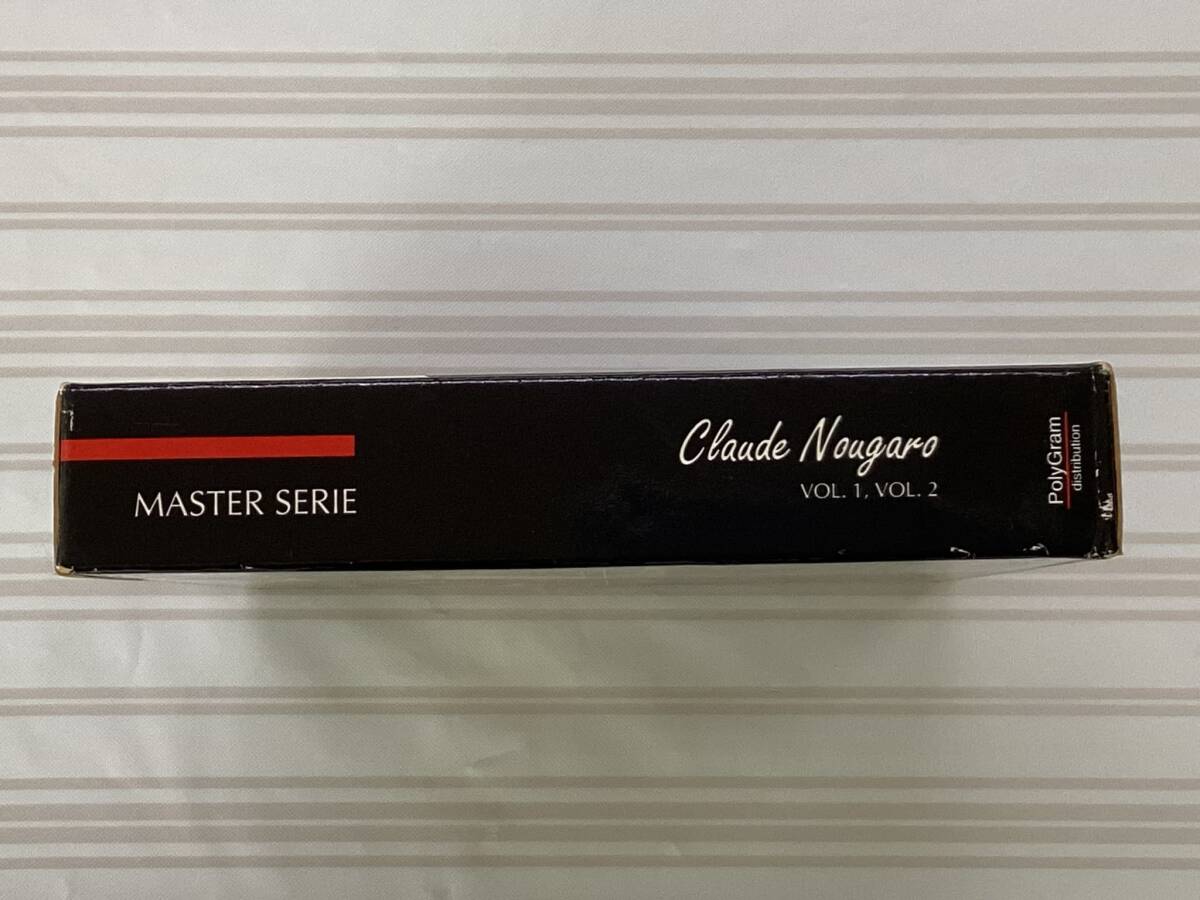 MASTER SERIE
Claude Nougaro
VOL. 1, VOL. 2
PolyGram
distribution